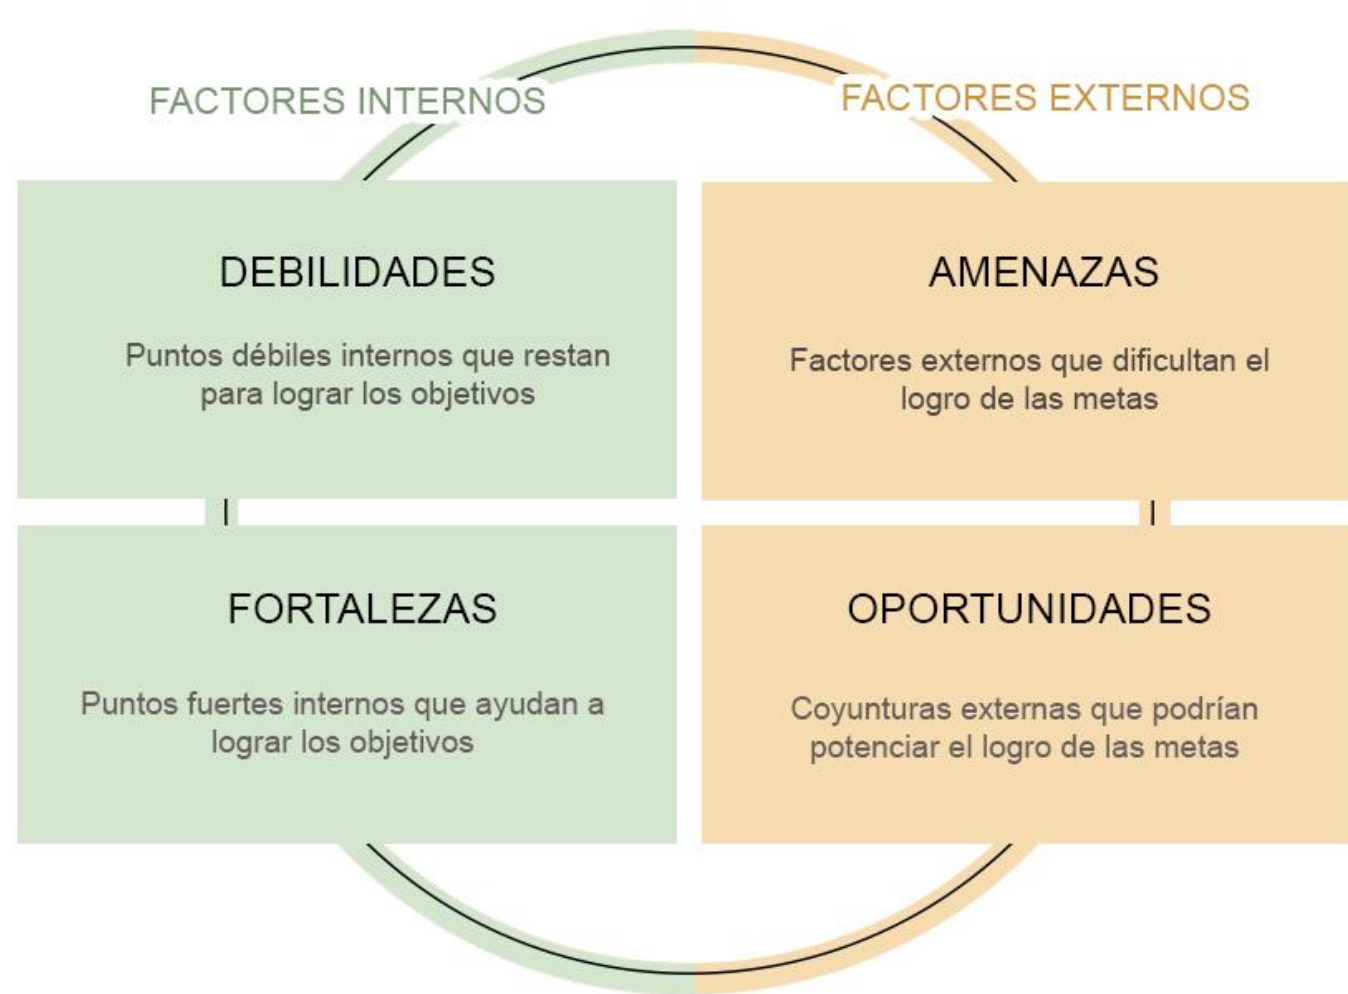 FACTORES INTERNOS
FACTORES EXTERNOS
DEBILIDADES
Puntos débiles internos que restan
para lograr los objetivos
AMENAZAS
Factores externos que dificultan el
logro de las metas
FORTALEZAS
Puntos fuertes internos que ayudan a
lograr los objetivos
OPORTUNIDADES
Coyunturas externas que podrían
potenciar el logro de las metas